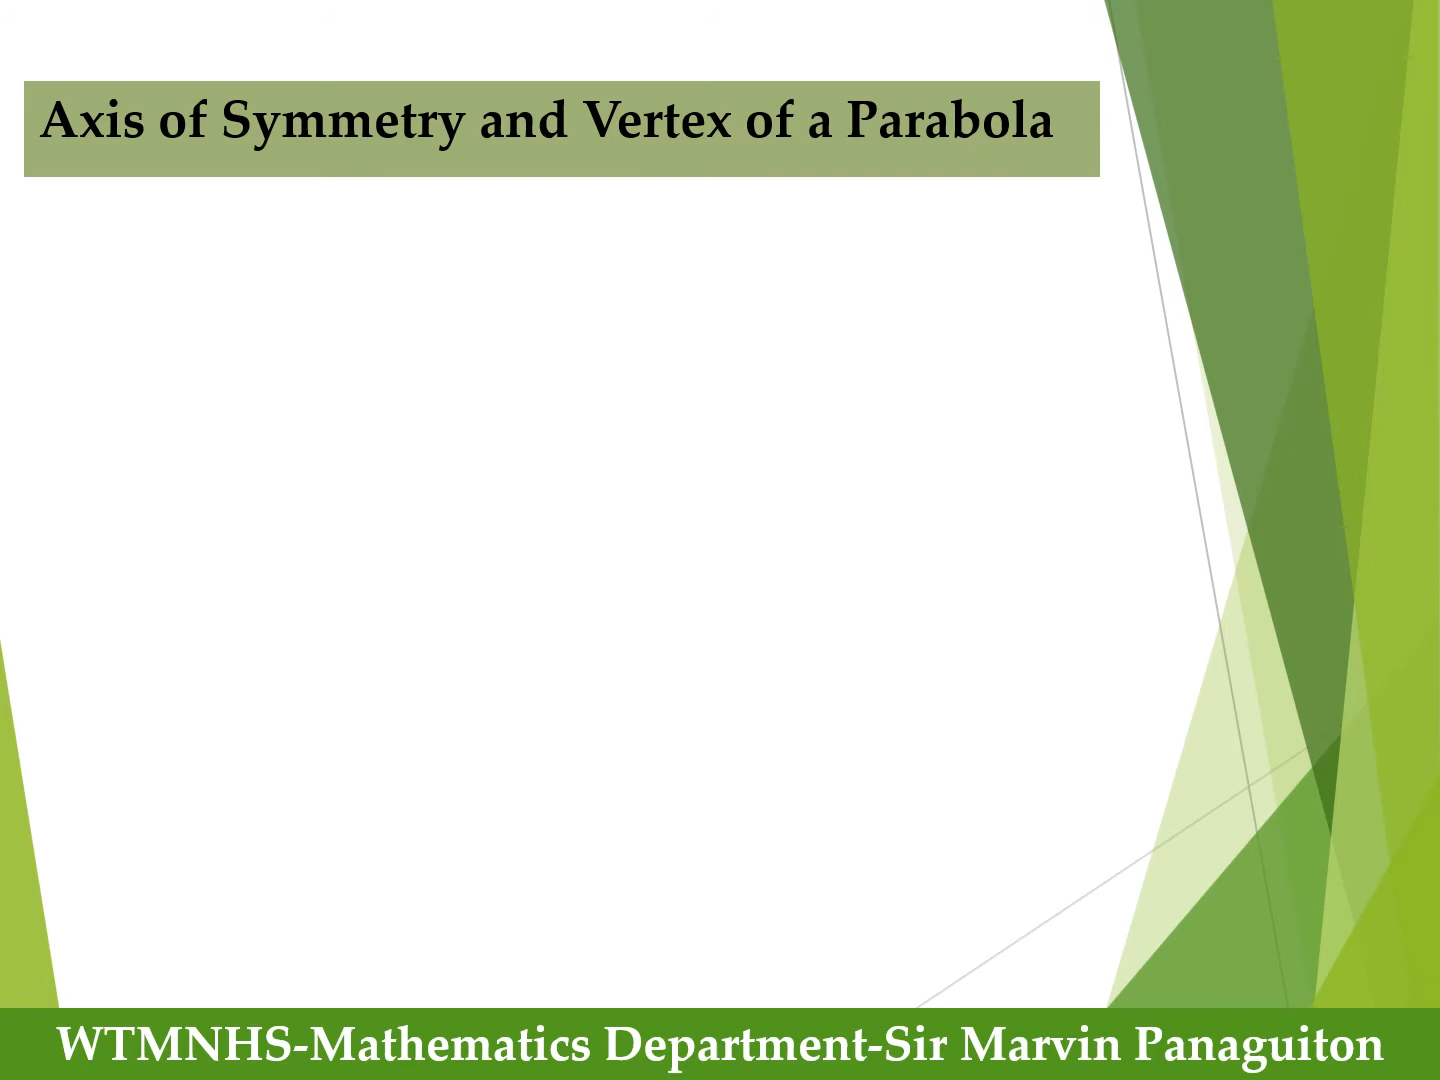 Axis of Symmetry and Vertex of a Parabola
WTMNHS-Mathematics Department-Sir Marvin Panaguiton